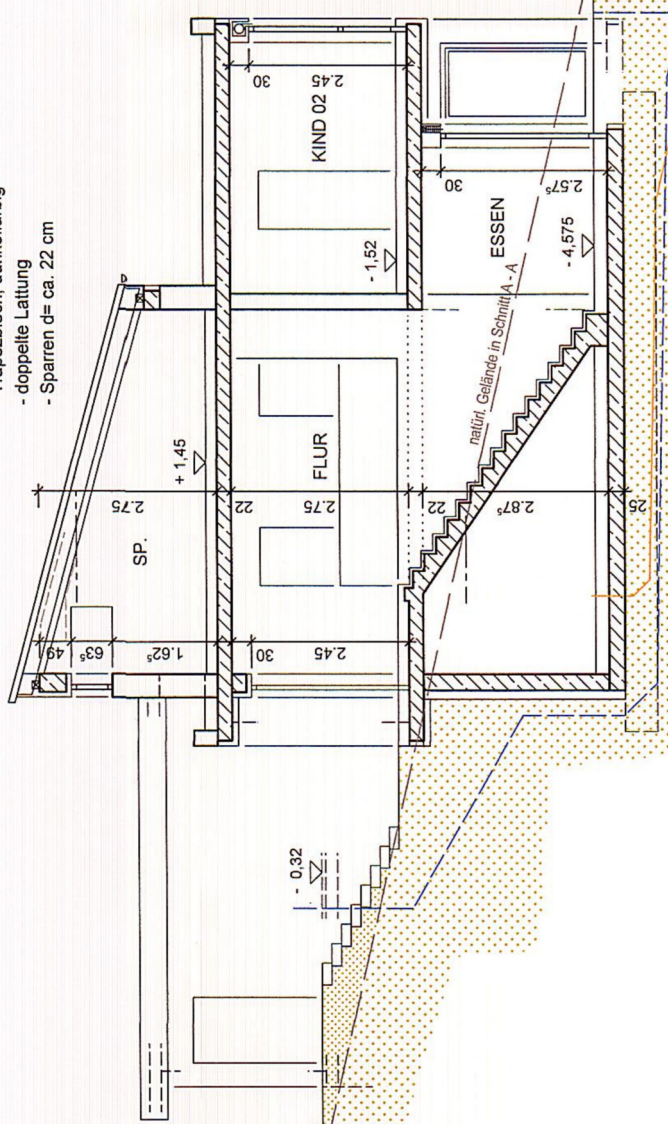 - doppelte Lattung
- Sparren d= ca. 22 cm
SP.
+ 1,45
KIND 02
- 1,52
FLUR
ESSEN
- 4,575
natürl. Gelände in Schnitt A - A
- 0,32
49
63⁵
1.62⁵
30
2.45
2.75
22
2.75
22
2.87⁵
25
30
2.45
30
2.57⁵